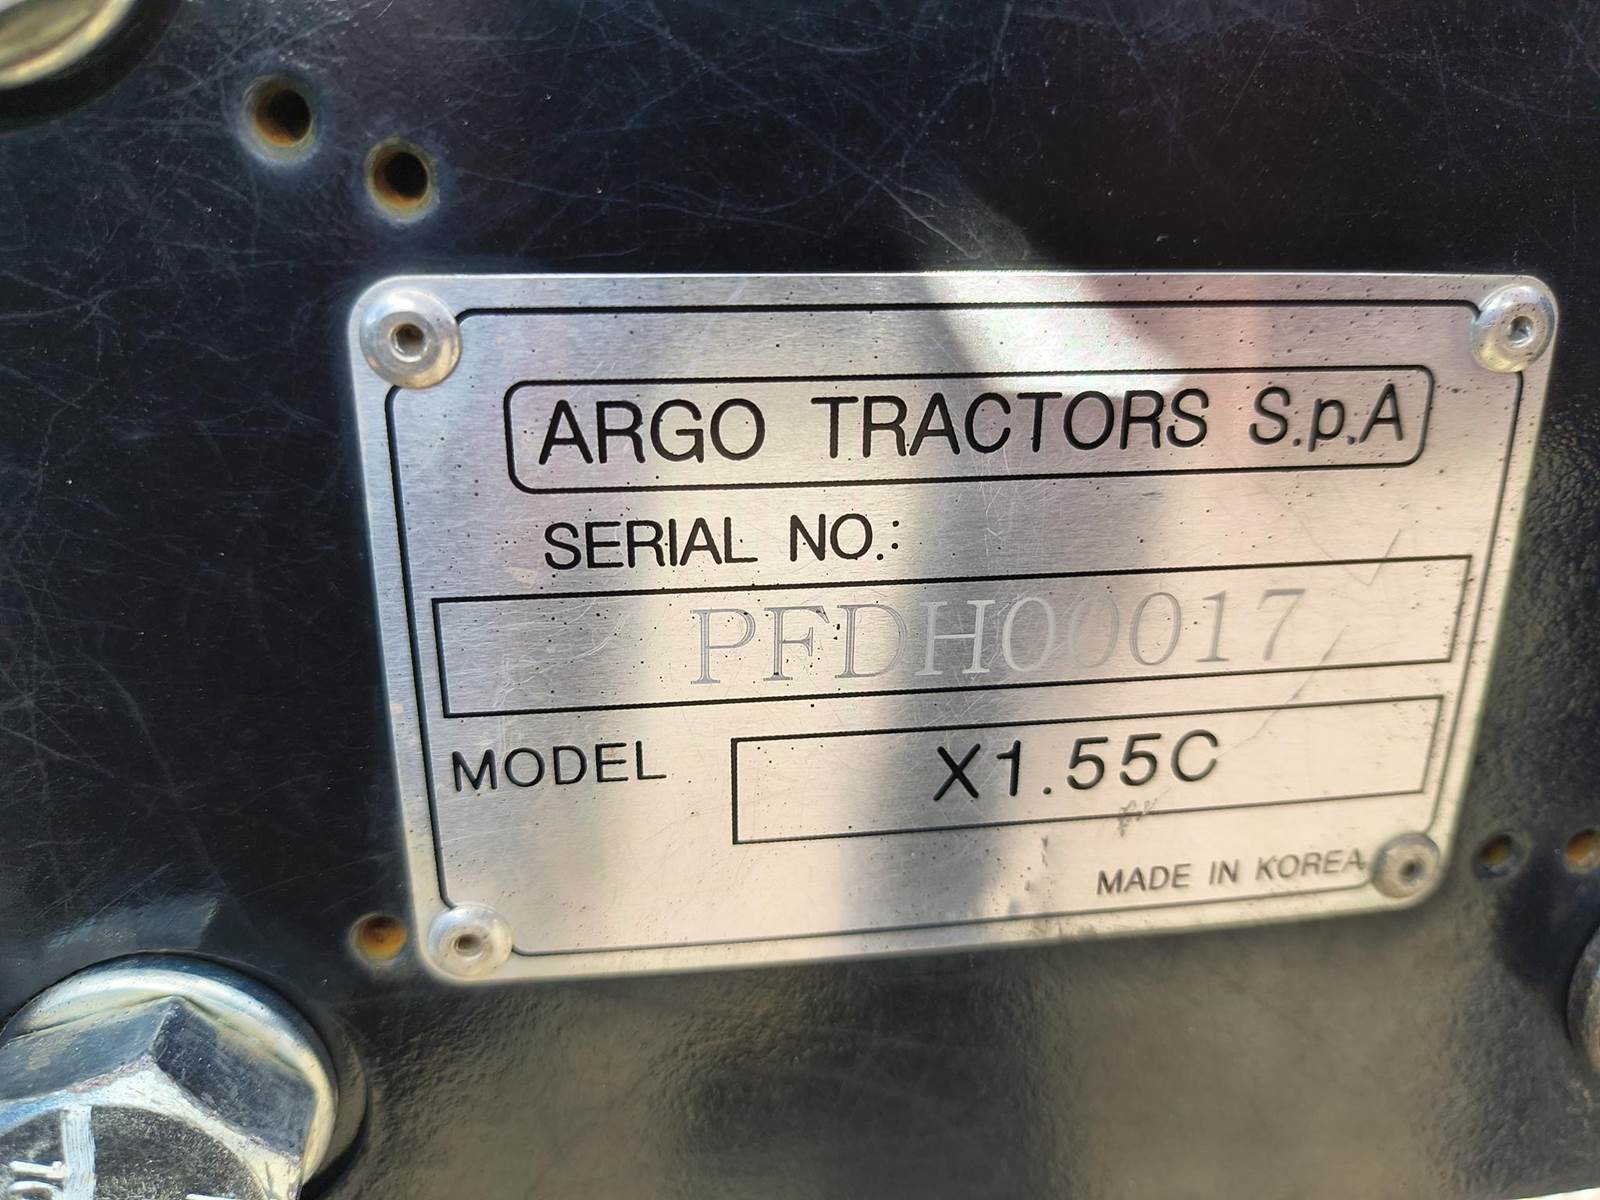 ARGO TRACTORS S.p.A
SERIAL NO.:
PFDH00017
MODEL X1.55C
MADE IN KOREA